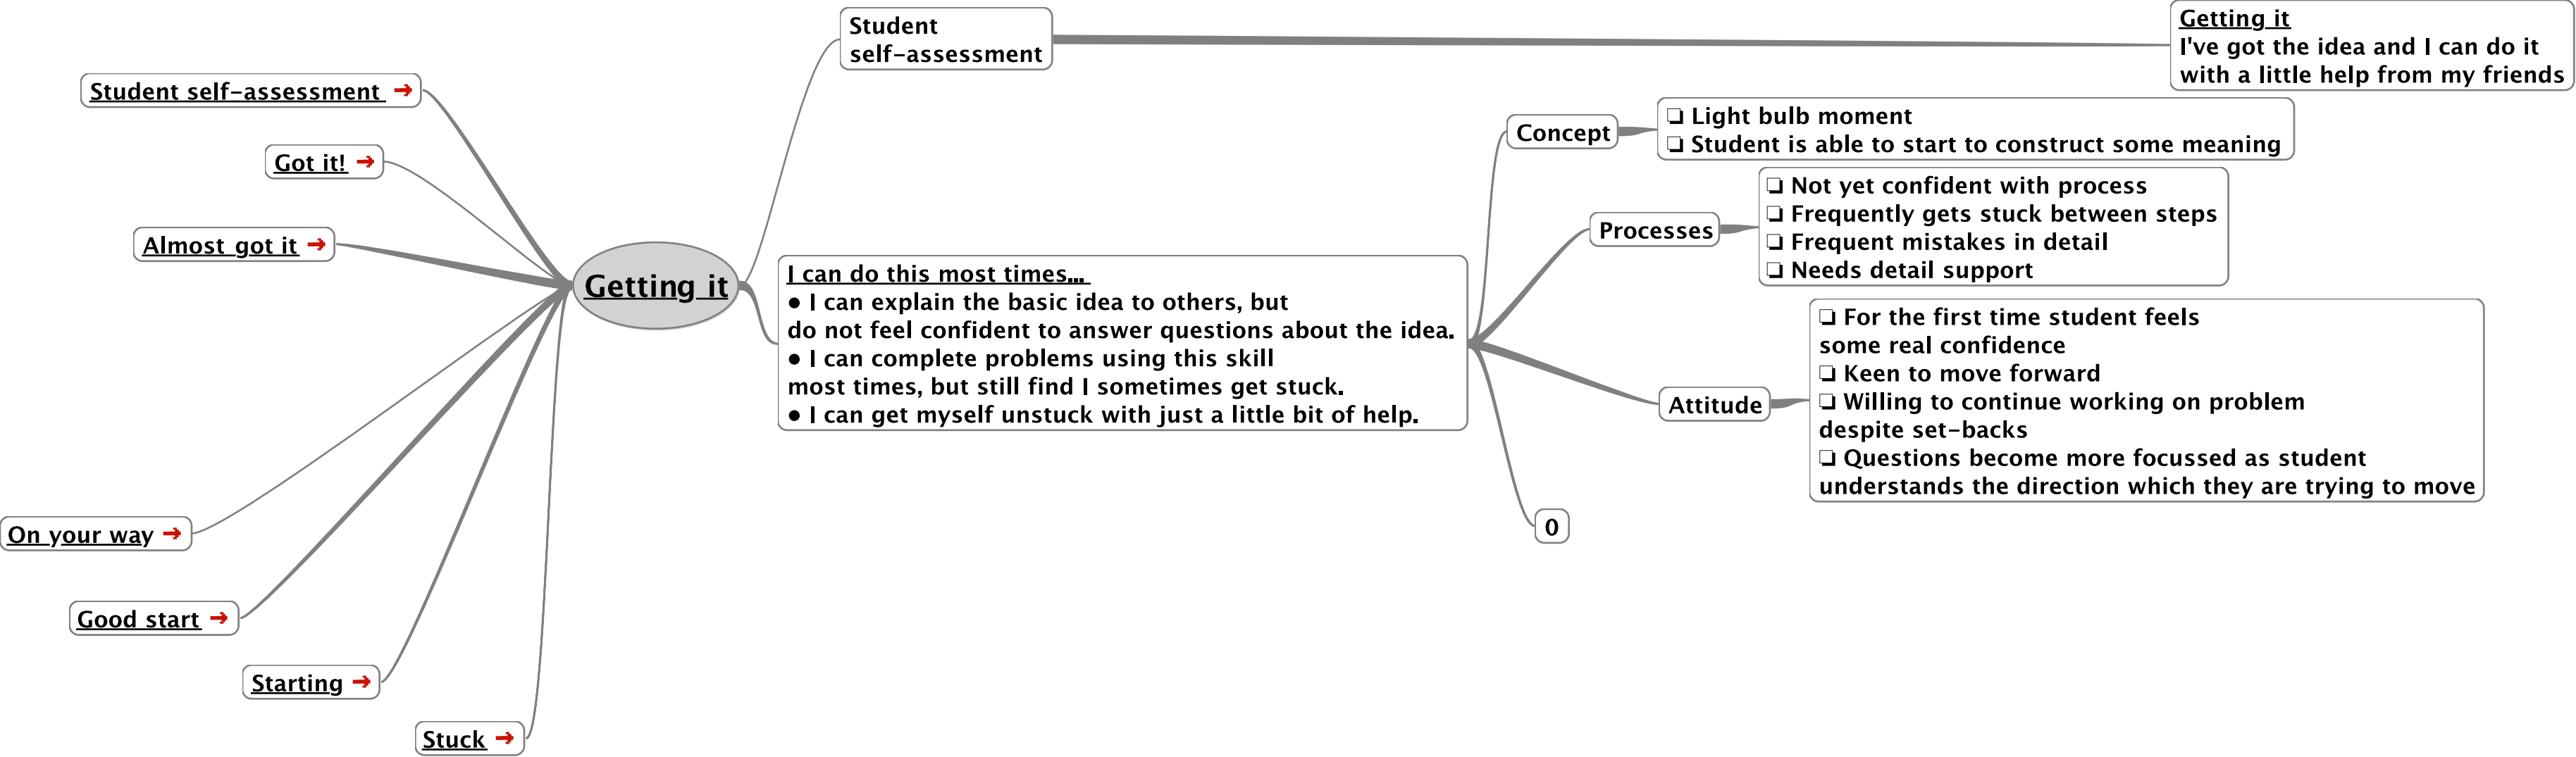 Student self-assessment
Got it!
Almost got it
On your way
Good start
Starting
Stuck
Getting it
Student
self-assessment
Getting it
I've got the idea and I can do it
with a little help from my friends
I can do this most times...
● I can explain the basic idea to others, but
do not feel confident to answer questions about the idea.
● I can complete problems using this skill
most times, but still find I sometimes get stuck.
● I can get myself unstuck with just a little bit of help.
Concept
❏ Light bulb moment
❏ Student is able to start to construct some meaning
Processes
❏ Not yet confident with process
❏ Frequently gets stuck between steps
❏ Frequent mistakes in detail
❏ Needs detail support
Attitude
❏ For the first time student feels
some real confidence
❏ Keen to move forward
❏ Willing to continue working on problem
despite set-backs
❏ Questions become more focussed as student
understands the direction which they are trying to move
0